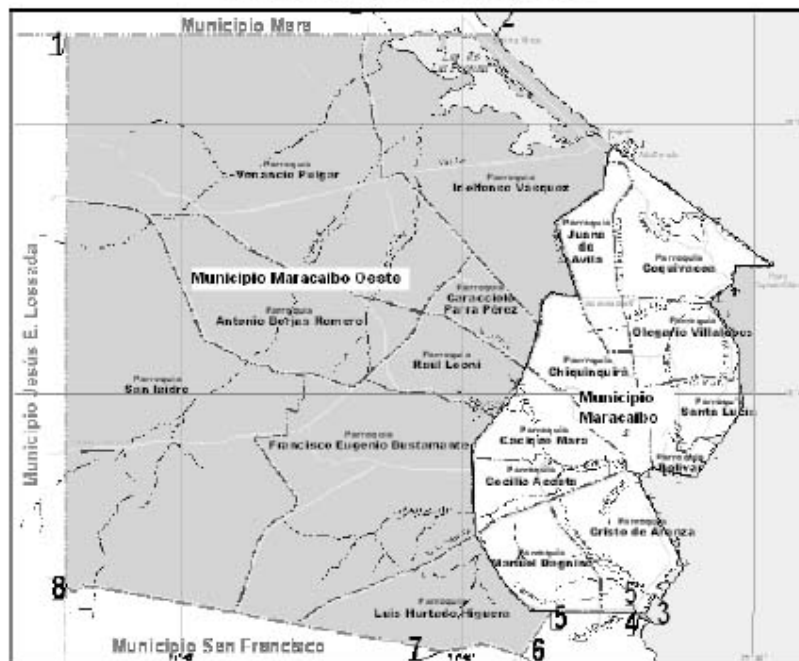 Municipio Mara
1
2
Parroquia
Venancio Pulgar
Parroquia
Idelfonso Vasquez
Parroquia
Juana de
Avila
Parroquia
Coquivacoa
Municipio Maracaibo Oeste
Parroquia
Caracciolo
Parra Pérez
Parroquia
Antonio Borjas Romero
Parroquia
Olegario Villalobos
Parroquia
Raul Leoni
Parroquia
Chiquinquirá
Parroquia
San Isidro
Municipio
Maracaibo
Parroquia
Santa Lucia
Municipio Jesús E. Lossada
Parroquia
Francisco Eugenio Bustamante
Parroquia
Cacique Mara
Parroquia
Bolívar
Parroquia
Cecilio Acosta
Parroquia
Cristo de Aranza
Parroquia
Manuel Dagnino
8
Parroquia
Luis Hurtado Higuera
5
5
4
3
Municipio San Francisco
7
6